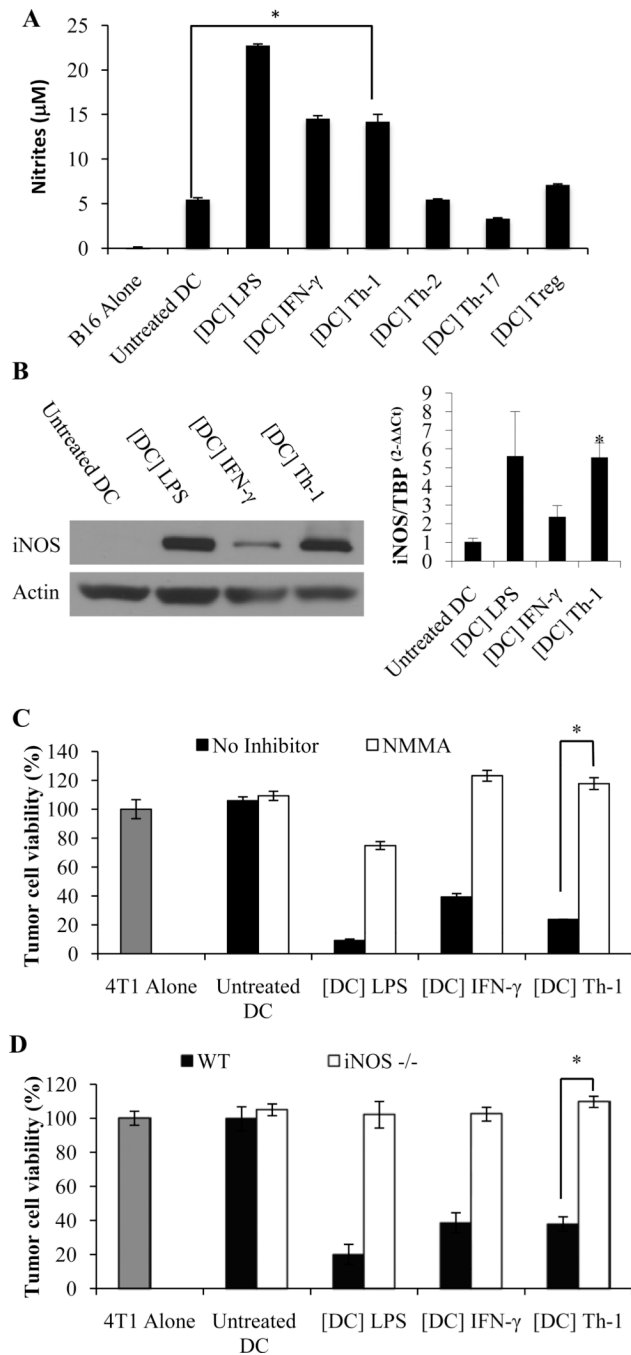 A
*
Nitrites (µM)
25
20
15
10
5
0
B16 Alone
Untreated DC
[DC] LPS
[DC] IFN-γ
[DC] Th-1
[DC] Th-2
[DC] Th-17
[DC] Treg
B
Untreated DC
[DC] LPS
[DC] IFN-γ
[DC] Th-1
iNOS
Actin
iNOS/TBP (2-ΔΔCt)
9
8
7
6
5
4
3
2
1
0
*
Untreated DC
[DC] LPS
[DC] IFN-γ
[DC] Th-1
C
No Inhibitor NMMA
*
Tumor cell viability (%)
140
120
100
80
60
40
20
0
4T1 Alone Untreated DC [DC] LPS [DC] IFN-γ [DC] Th-1
D
WT iNOS -/-
*
Tumor cell viability (%)
120
100
80
60
40
20
0
4T1 Alone Untreated DC [DC] LPS [DC] IFN-γ [DC] Th-1